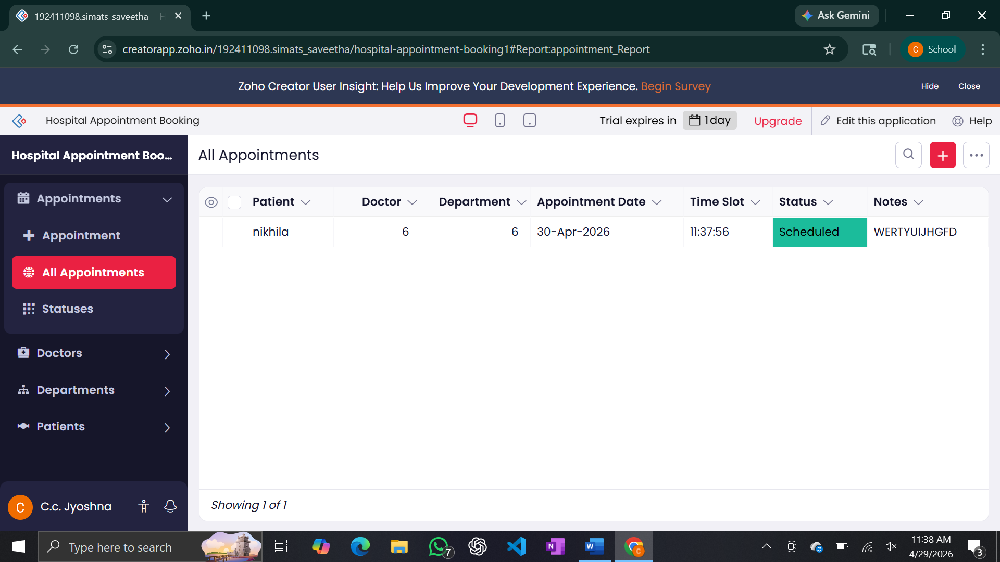 192411098.simats_saveetha - H
Ask Gemini
creatorapp.zoho.in/192411098.simats_saveetha/hospital-appointment-booking1#Report:appointment_Report
C School
Zoho Creator User Insight: Help Us Improve Your Development Experience. Begin Survey
Hide Close
Hospital Appointment Booking
Trial expires in 1 day Upgrade
Edit this application
Help
Hospital Appointment Boo...
All Appointments
Appointments
Appointment
All Appointments
Statuses
Doctors
Departments
Patients
C C.c. Jyoshna
Patient Doctor Department Appointment Date Time Slot Status Notes
nikhila 6 6 30-Apr-2026 11:37:56 Scheduled WERTYUIJHGFD
Showing 1 of 1
Type here to search
7
N
W
C
11:38 AM
4/29/2026
3